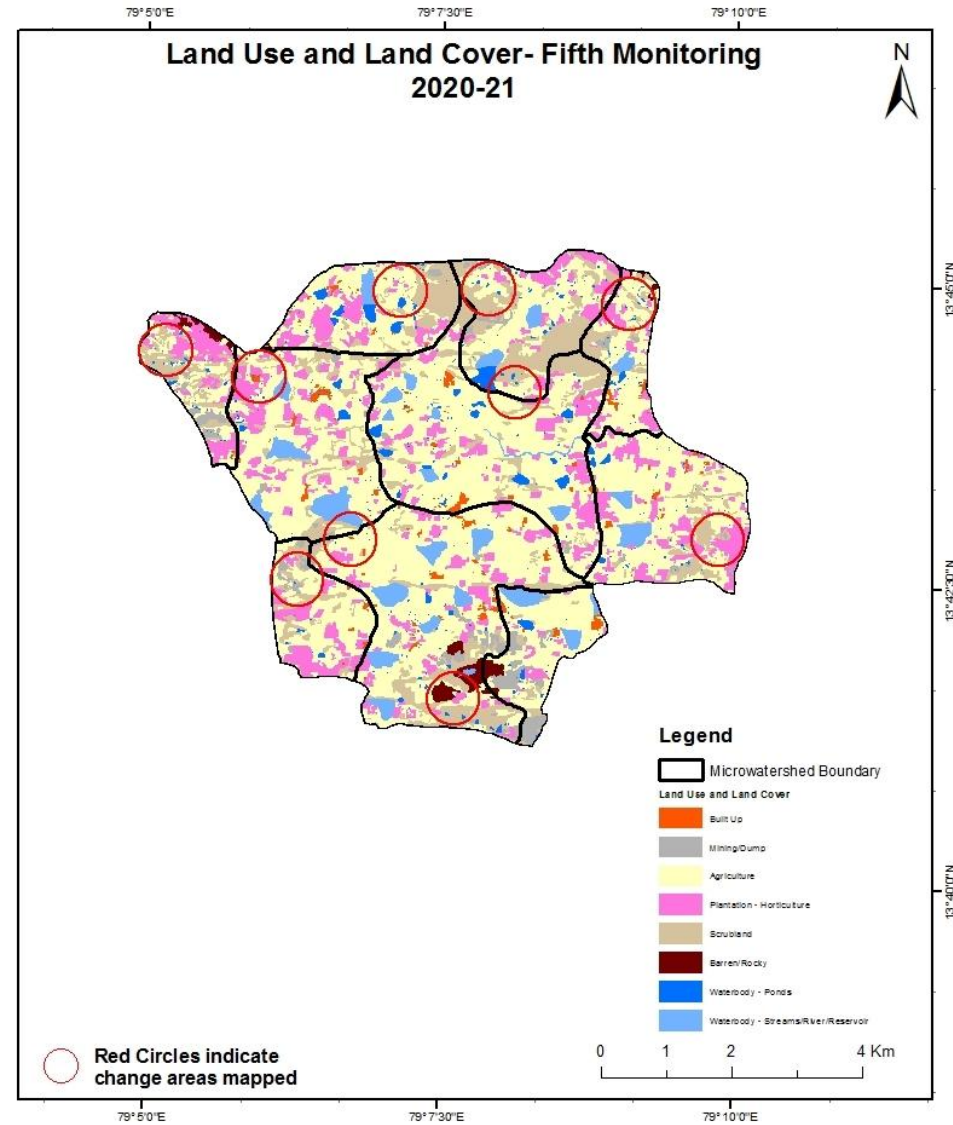 79°5'0"E 79°7'30"E 79°10'0"E
Land Use and Land Cover- Fifth Monitoring
2020-21
N
13°45'0"N
13°42'30"N
13°40'0"N
Legend
Microwatershed Boundary
Land Use and Land Cover
Built Up
Mining/Dump
Agriculture
Plantation - Horticulture
Scrubland
Barren/Rocky
Waterbody - Ponds
Waterbody - Streams/River/Reservoir
Red Circles indicate
change areas mapped
0 1 2 4 Km
79°5'0"E 79°7'30"E 79°10'0"E